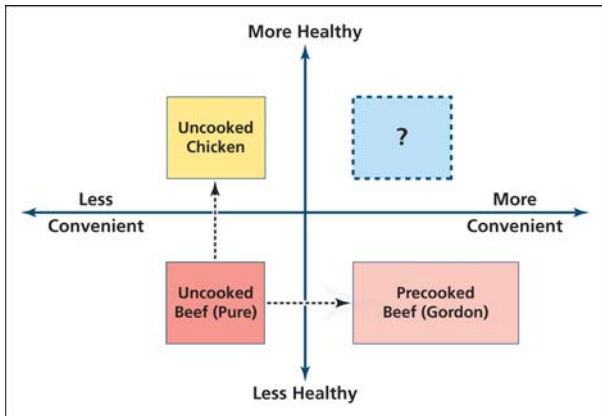 More Healthy
Uncooked
Chicken
?
Less
Convenient
More
Convenient
Uncooked
Beef (Pure)
Precooked
Beef (Gordon)
Less Healthy